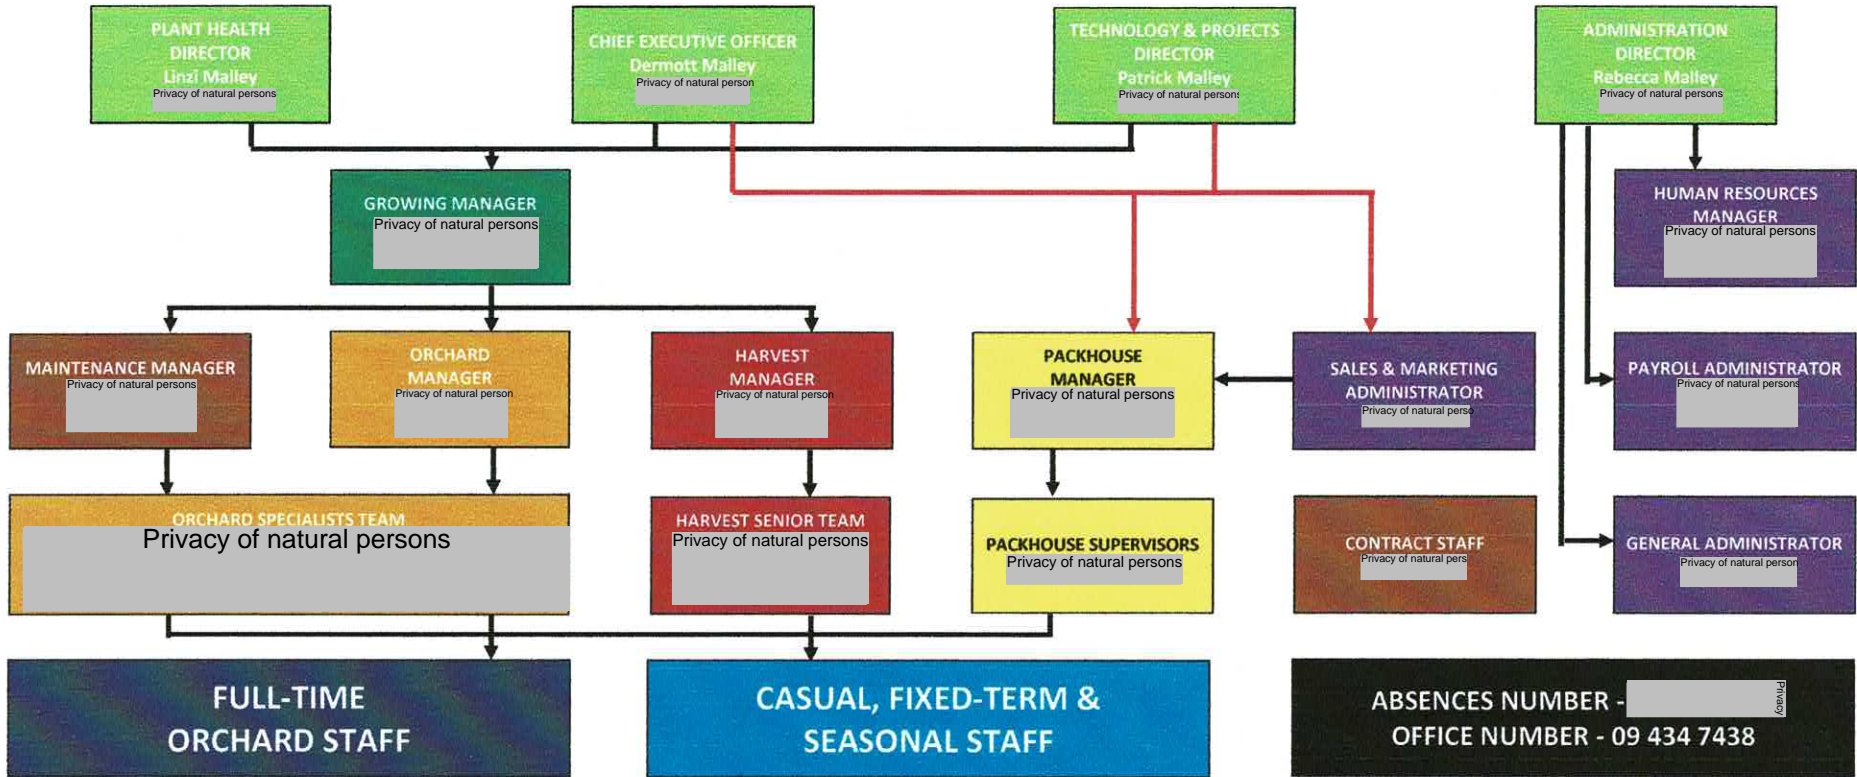 PLANT HEALTH
DIRECTOR
Linzi Malley
Privacy of natural persons
CHIEF EXECUTIVE OFFICER
Dermott Malley
Privacy of natural person
TECHNOLOGY & PROJECTS
DIRECTOR
Patrick Malley
Privacy of natural persons
ADMINISTRATION
DIRECTOR
Rebecca Malley
Privacy of natural persons
GROWING MANAGER
Privacy of natural persons
HUMAN RESOURCES
MANAGER
Privacy of natural persons
MAINTENANCE MANAGER
Privacy of natural persons
ORCHARD
MANAGER
Privacy of natural person
HARVEST
MANAGER
Privacy of natural person
PACKHOUSE
MANAGER
Privacy of natural persons
SALES & MARKETING
ADMINISTRATOR
Privacy of natural perso
PAYROLL ADMINISTRATOR
Privacy of natural persons
ORCHARD SPECIALISTS TEAM
Privacy of natural persons
HARVEST SENIOR TEAM
Privacy of natural persons
PACKHOUSE SUPERVISORS
Privacy of natural persons
CONTRACT STAFF
Privacy of natural pers
GENERAL ADMINISTRATOR
Privacy of natural person
FULL-TIME
ORCHARD STAFF
CASUAL, FIXED-TERM &
SEASONAL STAFF
ABSENCES NUMBER -
Privacy
OFFICE NUMBER - 09 434 7438